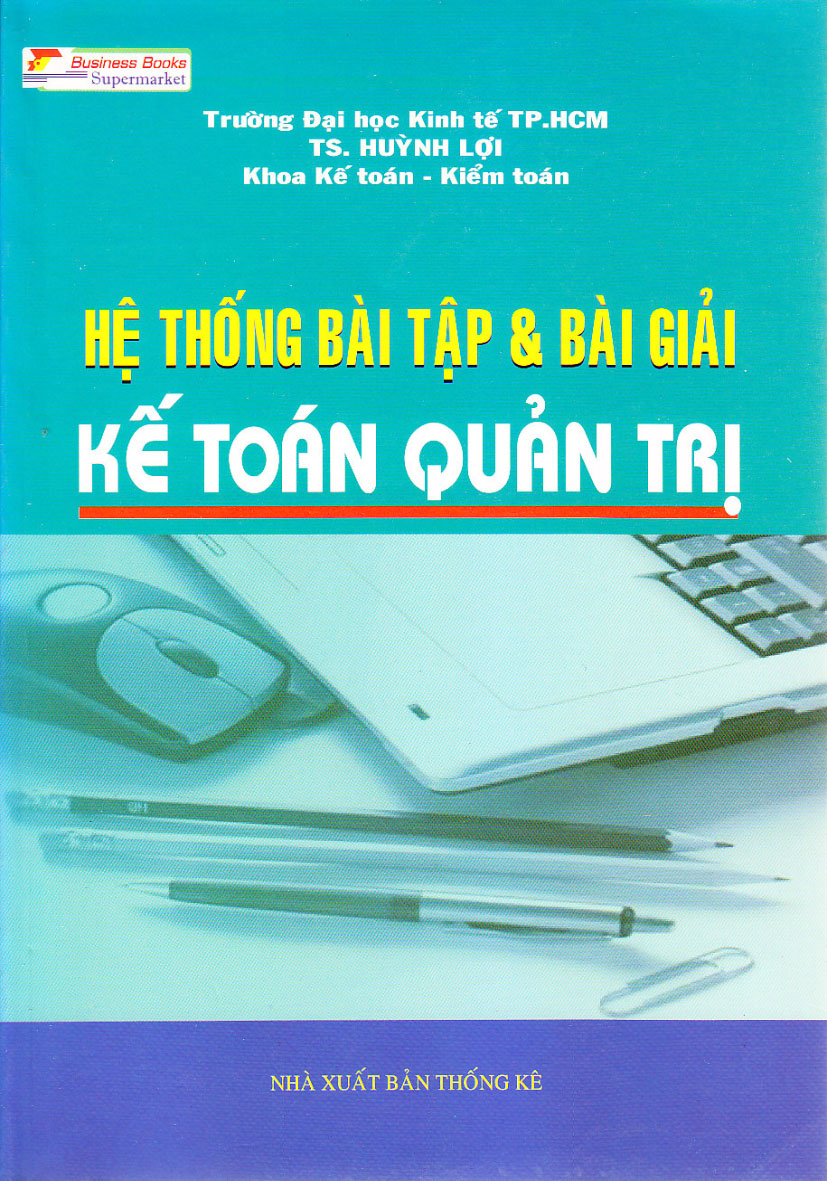 Business Books
Supermarket
Trường Đại học Kinh tế TP.HCM
TS. HUỲNH LỢI
Khoa Kế toán - Kiểm toán
HỆ THỐNG BÀI TẬP & BÀI GIẢI
KẾ TOÁN QUẢN TRỊ
NHÀ XUẤT BẢN THỐNG KÊ